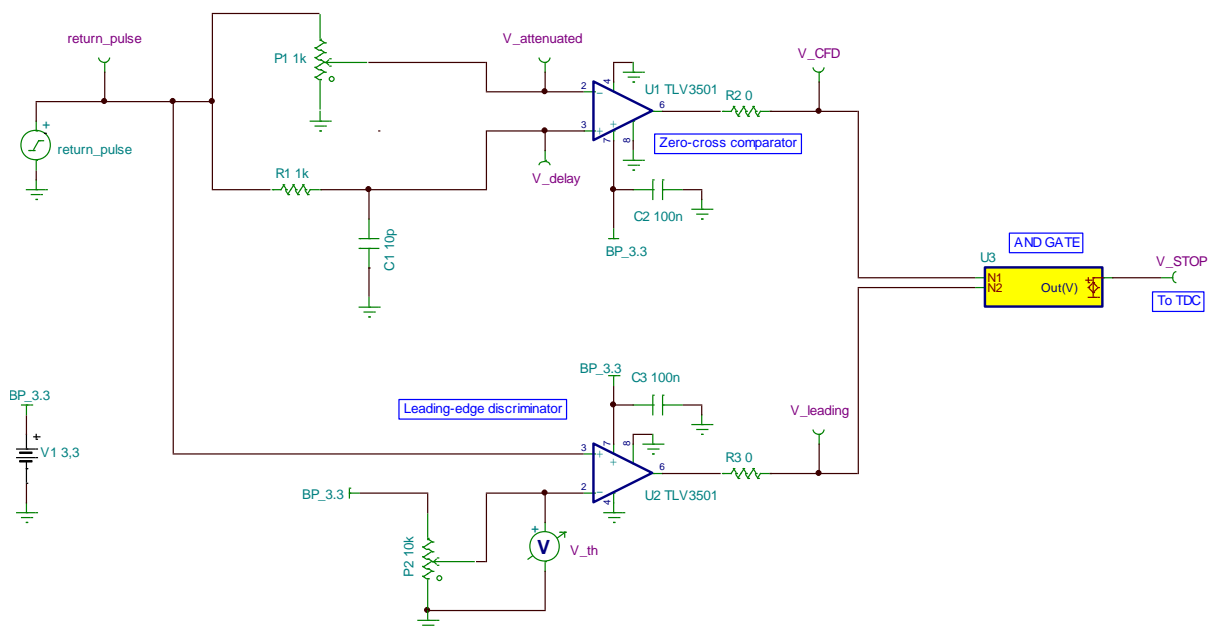 return_pulse
V_attenuated
V_CFD
P1 1k
U1 TLV3501
2
4
6
3
7
8
R2 0
+
return_pulse
Zero-cross comparator
R1 1k
V_delay
C2 100n
C1 10p
BP_3.3
AND GATE
U3
V_STOP
N1
N2
Out(V)
To TDC
BP_3.3
C3 100n
BP_3.3
Leading-edge discriminator
V_leading
+
V1 3,3
3
7
8
6
2
4
R3 0
U2 TLV3501
BP_3.3
P2 10k
+
V
V_th